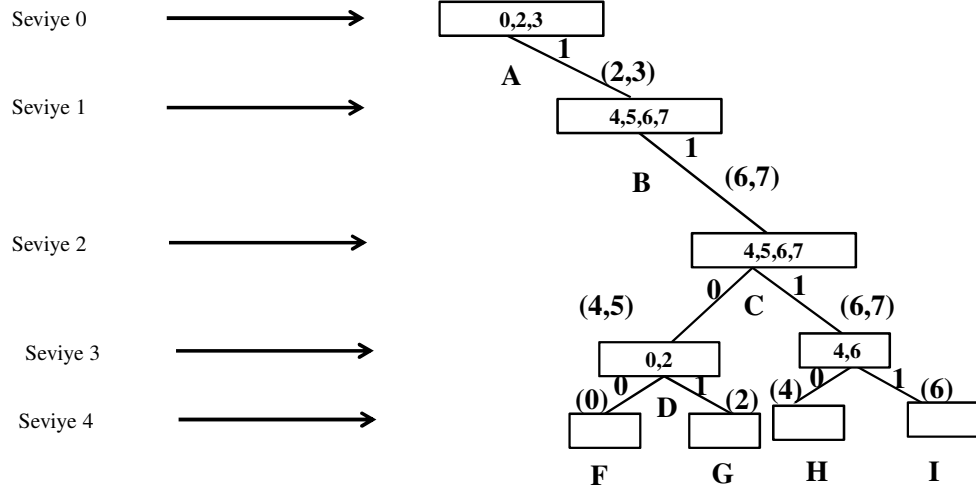 Seviye 0
0,2,3
1
A
(2,3)
Seviye 1
4,5,6,7
1
B
(6,7)
Seviye 2
4,5,6,7
0
C
1
(4,5)
(6,7)
Seviye 3
0,2
4,6
0
1
0
1
(0)
D
(2)
(4)
(6)
Seviye 4
F
G
H
I